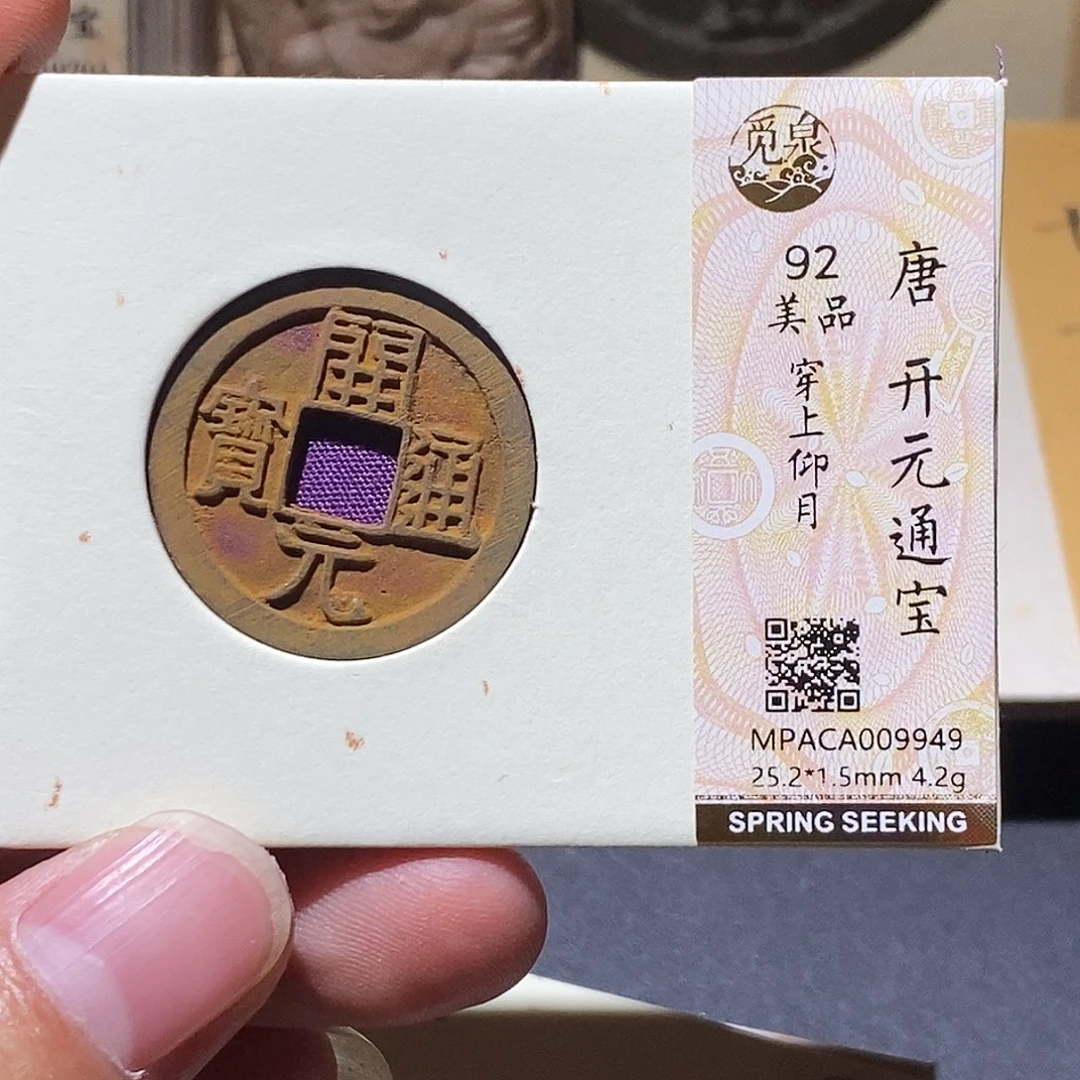 開
通
元
寶
觅泉
92
美品
穿上仰月
唐 开元通宝
MPACA009949
25.2*1.5mm 4.2g
SPRING SEEKING
宝